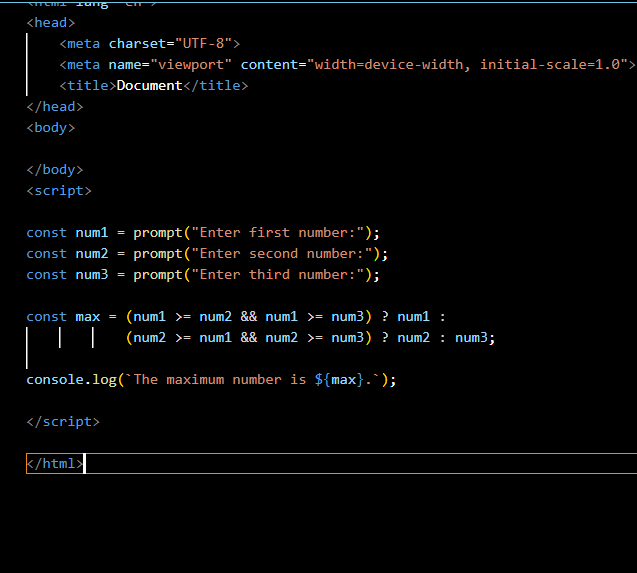 <head>
<meta charset="UTF-8">
<meta name="viewport" content="width=device-width, initial-scale=1.0">
<title>Document</title>
</head>
<body>
</body>
<script>
const num1 = prompt("Enter first number:");
const num2 = prompt("Enter second number:");
const num3 = prompt("Enter third number:");
const max = (num1 >= num2 && num1 >= num3) ? num1 :
(num2 >= num1 && num2 >= num3) ? num2 : num3;
console.log(`The maximum number is ${max}.`);
</script>
</html>